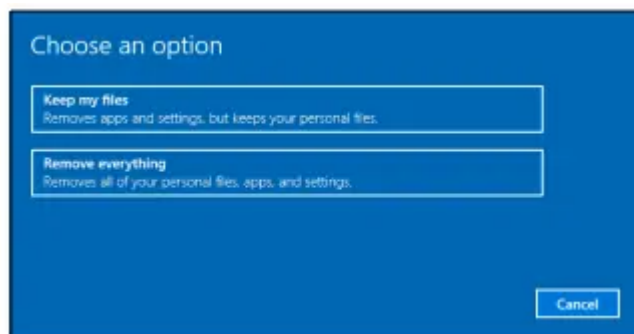 Choose an option
Keep my files
Removes apps and settings, but keeps your personal files.
Remove everything
Removes all of your personal files, apps, and settings.
Cancel